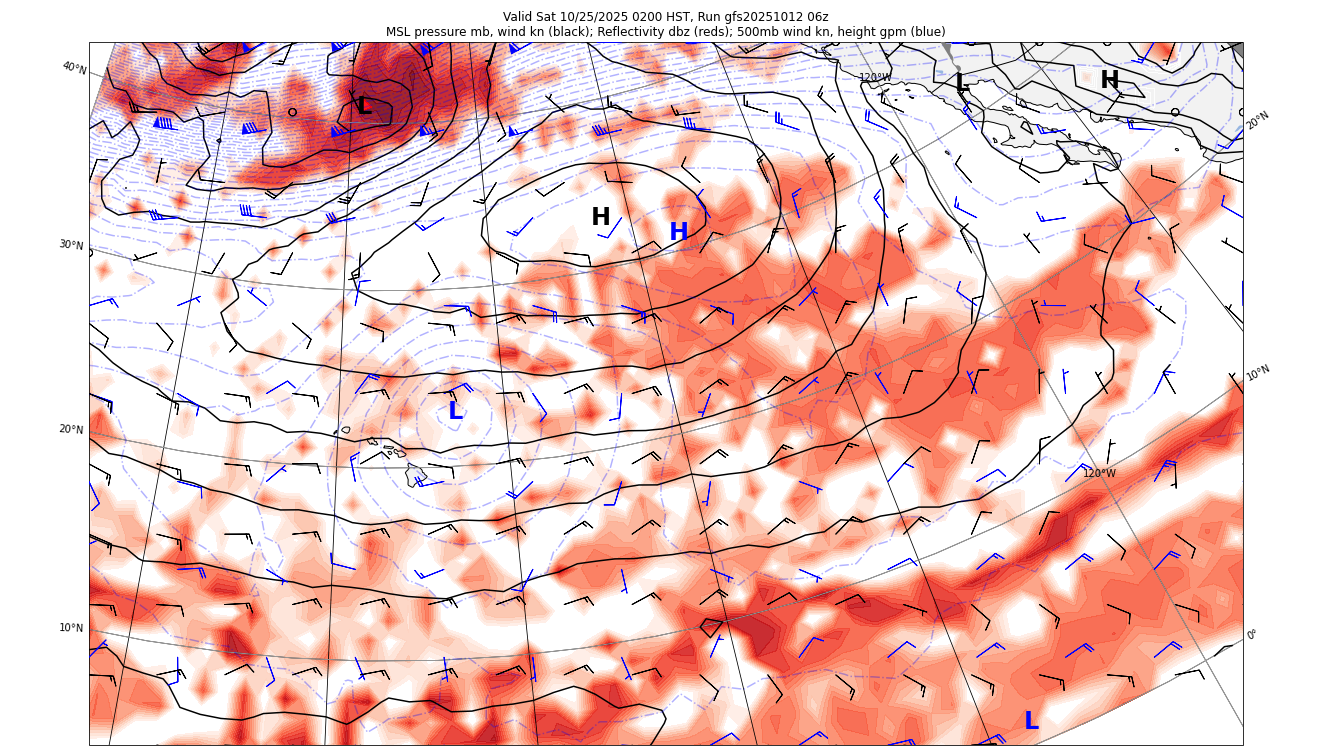 Valid Sat 10/25/2025 0200 HST, Run gfs20251012 06z
MSL pressure mb, wind kn (black); Reflectivity dbz (reds); 500mb wind kn, height gpm (blue)
40°N
120°W
L
H
L
20°N
H
H
30°N
10°N
L
20°N
120°W
10°N
0°
L